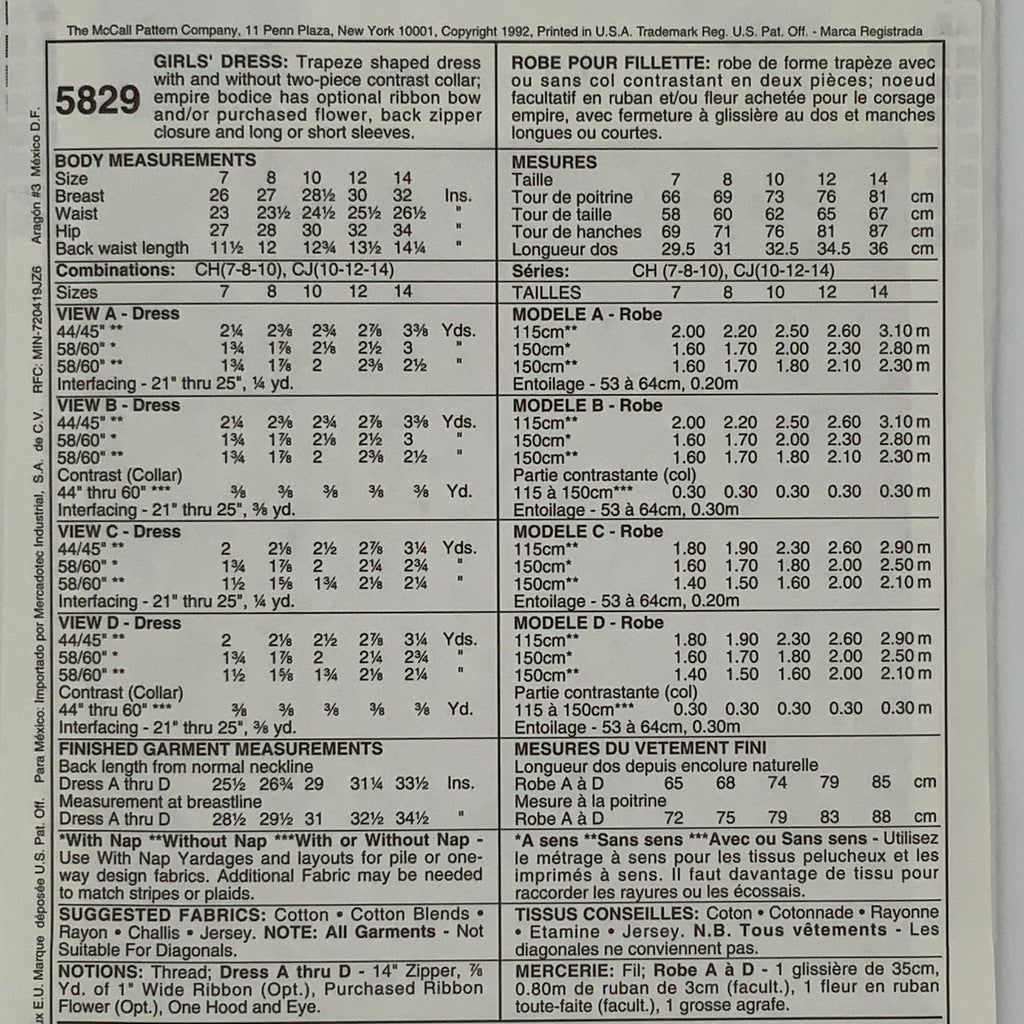 The McCall Pattern Company, 11 Penn Plaza, New York 10001, Copyright 1992, Printed in U.S.A. Trademark Reg. U.S. Pat. Off. - Marca Registrada
5829
GIRLS' DRESS: Trapeze shaped dress
with and without two-piece contrast collar;
empire bodice has optional ribbon bow
and/or purchased flower, back zipper
closure and long or short sleeves.
BODY MEASUREMENTS
Size 7 8 10 12 14
Breast 26 27 28½ 30 32 Ins.
Waist 23 23½ 24½ 25½ 26½ "
Hip 27 28 30 32 34 "
Back waist length 11½ 12 12¾ 13½ 14¼ "
Combinations: CH(7-8-10), CJ(10-12-14)
Sizes 7 8 10 12 14
VIEW A - Dress
44/45" ** 2¼ 2⅜ 2¾ 2⅞ 3⅜ Yds.
58/60" * 1¾ 1⅞ 2⅛ 2½ 3 "
58/60" ** 1¾ 1⅞ 2 2⅜ 2½ "
Interfacing - 21" thru 25", ¼ yd.
VIEW B - Dress
44/45" ** 2¼ 2⅜ 2¾ 2⅞ 3⅜ Yds.
58/60" * 1¾ 1⅞ 2⅛ 2½ 3 "
58/60" ** 1¾ 1⅞ 2 2⅜ 2½ "
Contrast (Collar)
44" thru 60" *** ⅜ ⅜ ⅜ ⅜ ⅜ Yd.
Interfacing - 21" thru 25", ⅜ yd.
VIEW C - Dress
44/45" ** 2 2⅛ 2½ 2⅞ 3¼ Yds.
58/60" * 1¾ 1⅞ 2 2¼ 2¾ "
58/60" ** 1½ 1⅝ 1¾ 2⅛ 2¼ "
Interfacing - 21" thru 25", ¼ yd.
VIEW D - Dress
44/45" ** 2 2⅛ 2½ 2⅞ 3¼ Yds.
58/60" * 1¾ 1⅞ 2 2¼ 2¾ "
58/60" ** 1½ 1⅝ 1¾ 2⅛ 2¼ "
Contrast (Collar)
44" thru 60" *** ⅜ ⅜ ⅜ ⅜ ⅜ Yd.
Interfacing - 21" thru 25", ⅜ yd.
FINISHED GARMENT MEASUREMENTS
Back length from normal neckline
Dress A thru D 25½ 26¾ 29 31¼ 33½ Ins.
Measurement at breastline
Dress A thru D 28½ 29½ 31 32½ 34½ "
*With Nap **Without Nap ***With or Without Nap -
Use With Nap Yardages and layouts for pile or one-
way design fabrics. Additional Fabric may be needed
to match stripes or plaids.
SUGGESTED FABRICS: Cotton • Cotton Blends •
Rayon • Challis • Jersey. NOTE: All Garments - Not
Suitable For Diagonals.
NOTIONS: Thread; Dress A thru D - 14" Zipper, ⅞
Yd. of 1" Wide Ribbon (Opt.), Purchased Ribbon
Flower (Opt.), One Hood and Eye.
ROBE POUR FILLETTE: robe de forme trapèze avec
ou sans col contrastant en deux pièces; noeud
facultatif en ruban et/ou fleur achetée pour le corsage
empire, avec fermeture à glissière au dos et manches
longues ou courtes.
MESURES
Taille 7 8 10 12 14
Tour de poitrine 66 69 73 76 81 cm
Tour de taille 58 60 62 65 67 cm
Tour de hanches 69 71 76 81 87 cm
Longueur dos 29.5 31 32.5 34.5 36 cm
Séries: CH (7-8-10), CJ(10-12-14)
TAILLES 7 8 10 12 14
MODELE A - Robe
115cm** 2.00 2.20 2.50 2.60 3.10 m
150cm* 1.60 1.70 2.00 2.30 2.80 m
150cm** 1.60 1.70 1.80 2.10 2.30 m
Entoilage - 53 à 64cm, 0.20m
MODELE B - Robe
115cm** 2.00 2.20 2.50 2.60 3.10 m
150cm* 1.60 1.70 2.00 2.30 2.80 m
150cm** 1.60 1.70 1.80 2.10 2.30 m
Partie contrastante (col)
115 à 150cm*** 0.30 0.30 0.30 0.30 0.30 m
Entoilage - 53 à 64cm, 0.30m
MODELE C - Robe
115cm** 1.80 1.90 2.30 2.60 2.90 m
150cm* 1.60 1.70 1.80 2.00 2.50 m
150cm** 1.40 1.50 1.60 2.00 2.10 m
Entoilage - 53 à 64cm, 0.20m
MODELE D - Robe
115cm** 1.80 1.90 2.30 2.60 2.90 m
150cm* 1.60 1.70 1.80 2.00 2.50 m
150cm** 1.40 1.50 1.60 2.00 2.10 m
Partie contrastante (col)
115 à 150cm*** 0.30 0.30 0.30 0.30 0.30 m
Entoilage - 53 à 64cm, 0.30m
MESURES DU VETEMENT FINI
Longueur dos depuis encolure naturelle
Robe A à D 65 68 74 79 85 cm
Mesure à la poitrine
Robe A à D 72 75 79 83 88 cm
*A sens **Sans sens ***Avec ou Sans sens - Utilisez
le métrage à sens pour les tissus pelucheux et les
imprimés à sens. Il faut davantage de tissu pour
raccorder les rayures ou les écossais.
TISSUS CONSEILLES: Coton • Cotonnade • Rayonne
• Etamine • Jersey. N.B. Tous vêtements - Les
diagonales ne conviennent pas.
MERCERIE: Fil; Robe A à D - 1 glissière de 35cm,
0.80m de ruban de 3cm (facult.), 1 fleur en ruban
toute-faite (facult.), 1 grosse agrafe.
ux E.U. Marque déposée U.S. Pat. Off. Para México: Importado por Mercadotec Industrial, S.A. de C.V. RFC: MIN-720419JZ6 Aragón #3 México D.F.